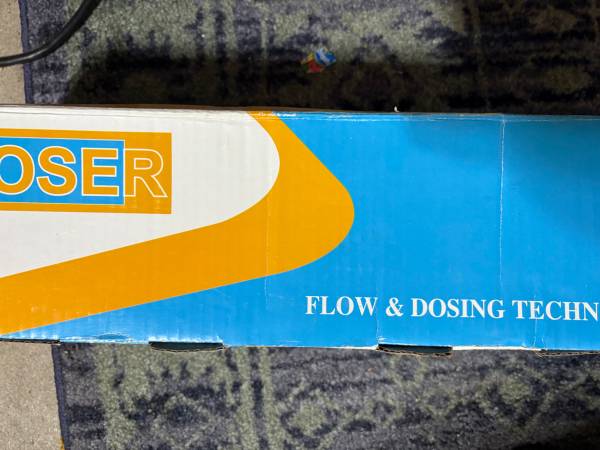 OSER
FLOW & DOSING TECHN